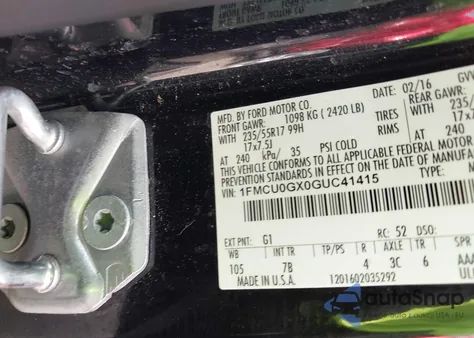 MFD. BY FORD MOTOR CO. DATE: 02/16
FRONT GAWR: 1098 KG ( 2420 LB) REAR GAWR:
WITH 235/55R17 99H TIRES 235/
17x7.5J RIMS 17x7.
AT 240 kPa/ 35 PSI COLD AT 240
THIS VEHICLE CONFORMS TO ALL APPLICABLE FEDERAL MOTOR
SAFETY STANDARDS IN EFFECT ON THE DATE OF MANUFA
VIN: 1FMCU0GX0GUC41415 TYPE:
EXT PNT: G1 RC: 52 DSO:
WB INT TR TP/PS R AXLE TR SPR
105 7B 4 3C 6 AAA
MADE IN U.S.A. 1201602035292
autoSnap